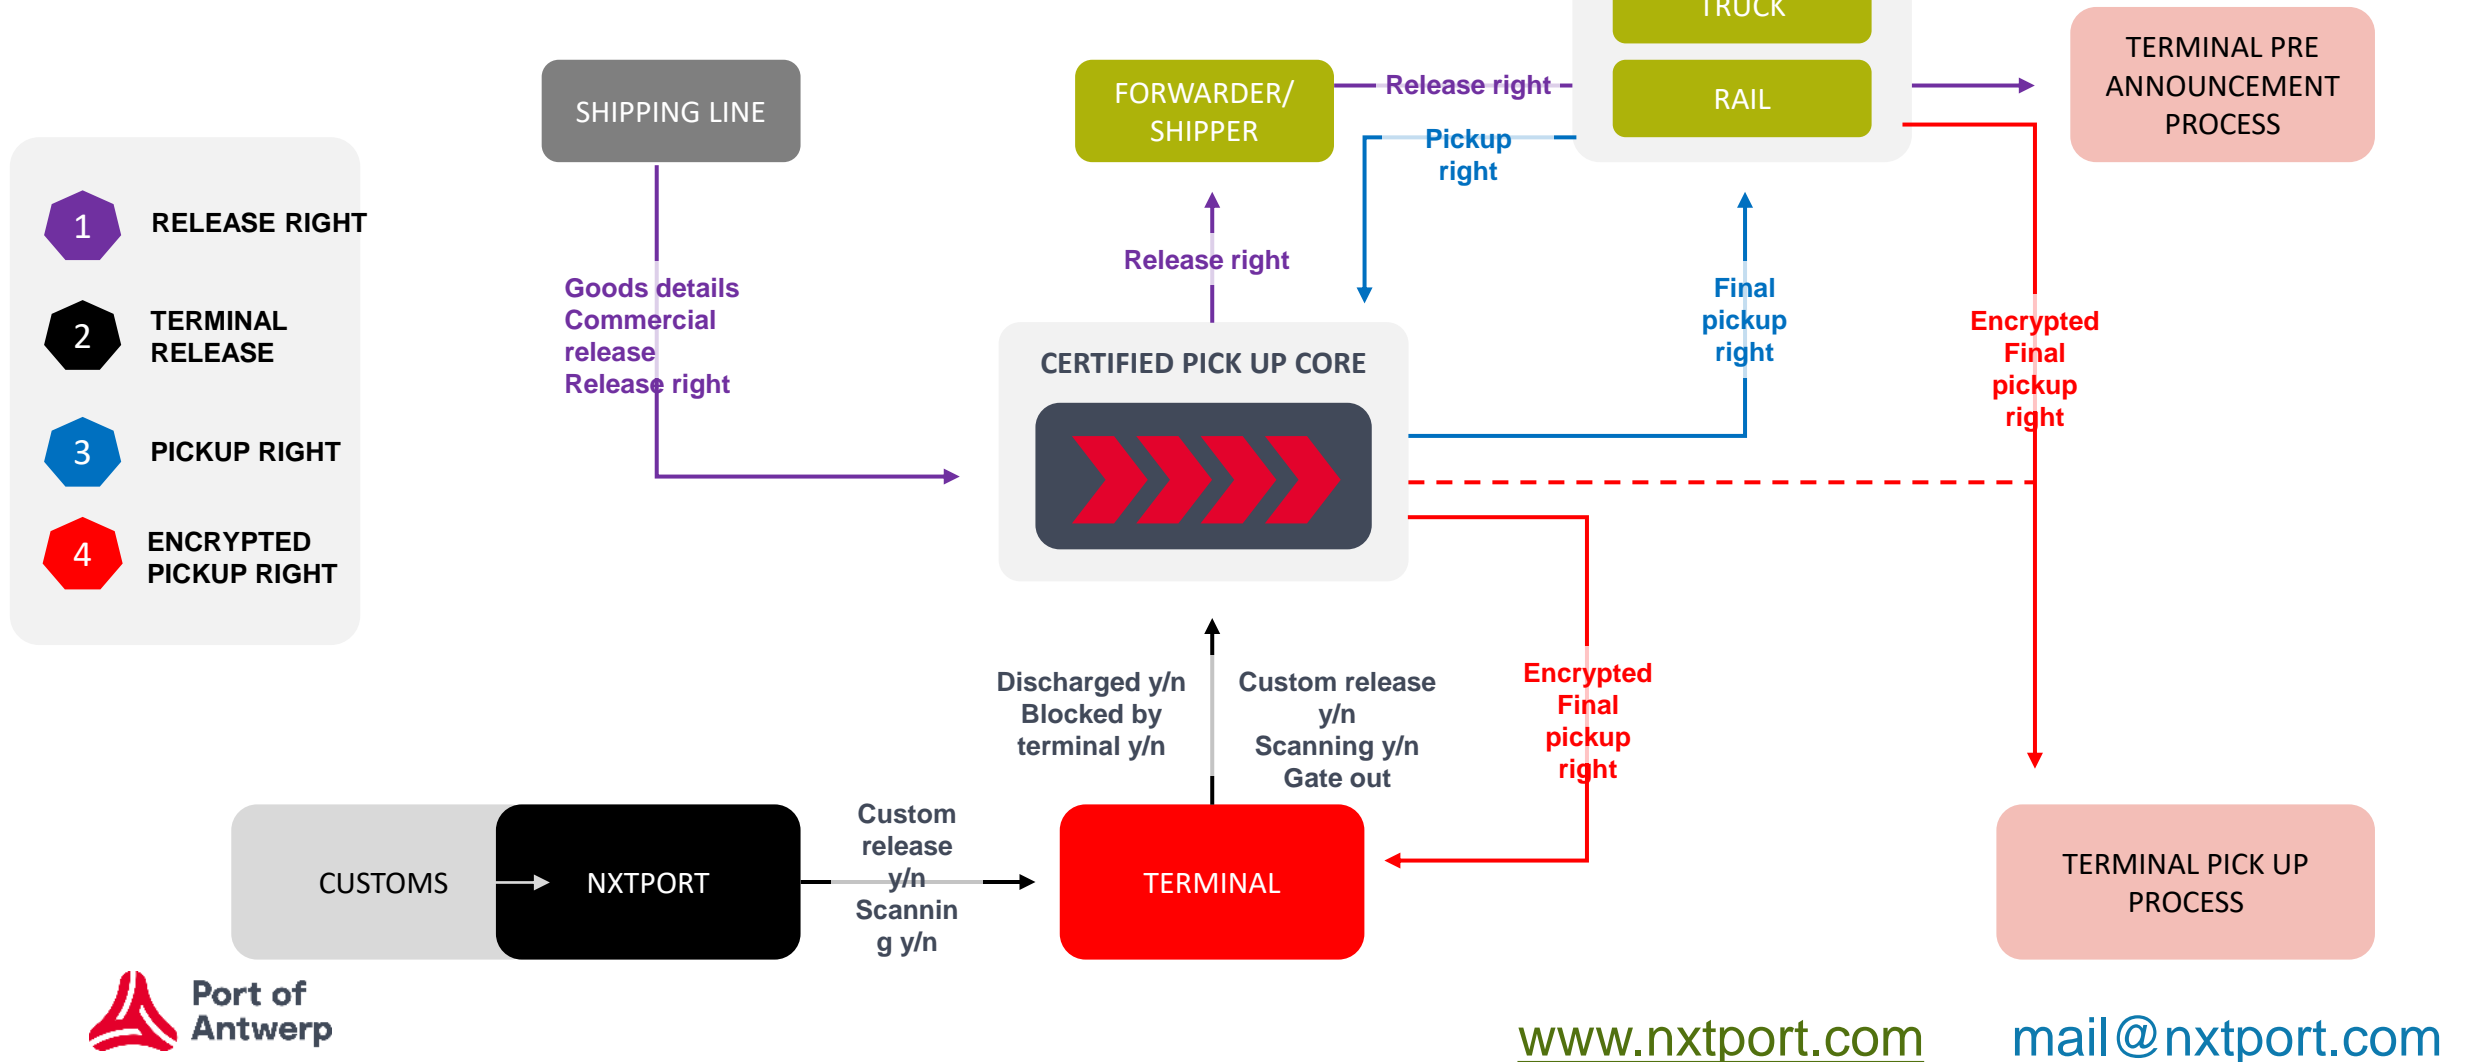 TRUCK
RAIL
TERMINAL PRE
ANNOUNCEMENT
PROCESS
SHIPPING LINE
FORWARDER/
SHIPPER
Release right
Pickup
right
1
RELEASE RIGHT
2
TERMINAL
RELEASE
3
PICKUP RIGHT
4
ENCRYPTED
PICKUP RIGHT
Goods details
Commercial
release
Release right
Release right
Final
pickup
right
Encrypted
Final
pickup
right
CERTIFIED PICK UP CORE
Discharged y/n
Blocked by
terminal y/n
Custom release
y/n
Scanning y/n
Gate out
Encrypted
Final
pickup
right
CUSTOMS
NXTPORT
Custom
release
y/n
Scannin
g y/n
TERMINAL
TERMINAL PICK UP
PROCESS
Port of
Antwerp
www.nxtport.com
mail@nxtport.com